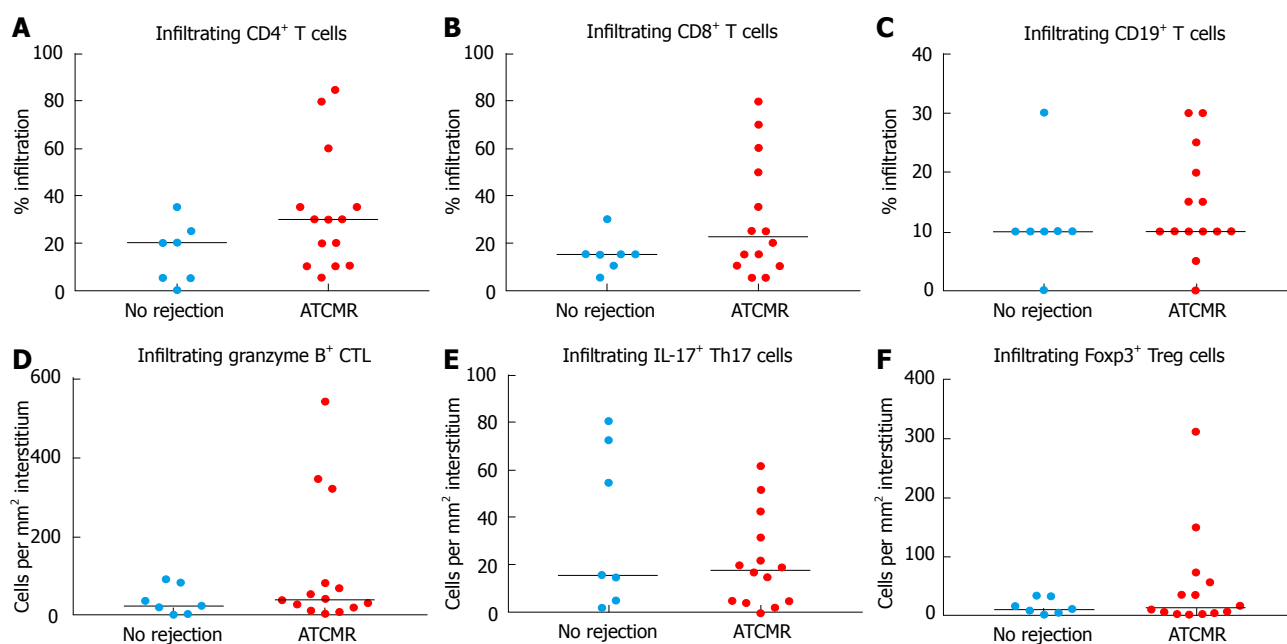 A
Infiltrating CD4+ T cells
100
80
60
40
20
0
% infiltration
No rejection
ATCMR
B
Infiltrating CD8+ T cells
100
80
60
40
20
0
% infiltration
No rejection
ATCMR
C
Infiltrating CD19+ T cells
40
30
20
10
0
% infiltration
No rejection
ATCMR
D
Infiltrating granzyme B+ CTL
600
400
200
0
Cells per mm2 interstitium
No rejection
ATCMR
E
Infiltrating IL-17+ Th17 cells
100
80
60
40
20
0
Cells per mm2 interstitium
No rejection
ATCMR
F
Infiltrating Foxp3+ Treg cells
400
300
200
100
0
Cells per mm2 interstitium
No rejection
ATCMR